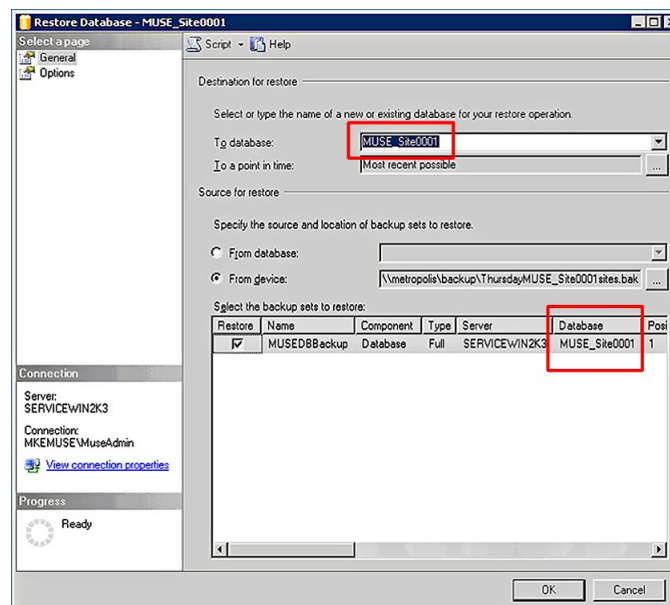 Restore Database - MUSE_Site0001
Select a page
General
Options
Script
Help
Destination for restore
Select or type the name of a new or existing database for your restore operation.
To database:
MUSE_Site0001
To a point in time:
Most recent possible
...
Source for restore
Specify the source and location of backup sets to restore.
From database:
From device:
\\metropolis\backup\ThursdayMUSE_Site0001sites.bak
...
Select the backup sets to restore:
Restore Name Component Type Server Database Posi
MUSEDBBackup Database Full SERVICEWIN2K3 MUSE_Site0001 1
Connection
Server:
SERVICEWIN2K3
Connection:
MKEMUSE\MuseAdmin
View connection properties
Progress
Ready
OK
Cancel